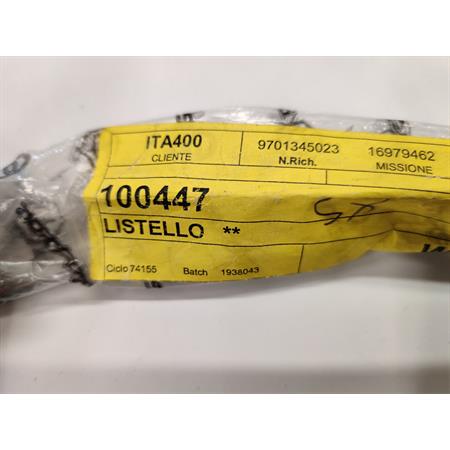 ITA400 9701345023 16979462
CLIENTE N.Rich. MISSIONE
100447
LISTELLO **
Ciclo 74155 Batch 1938043